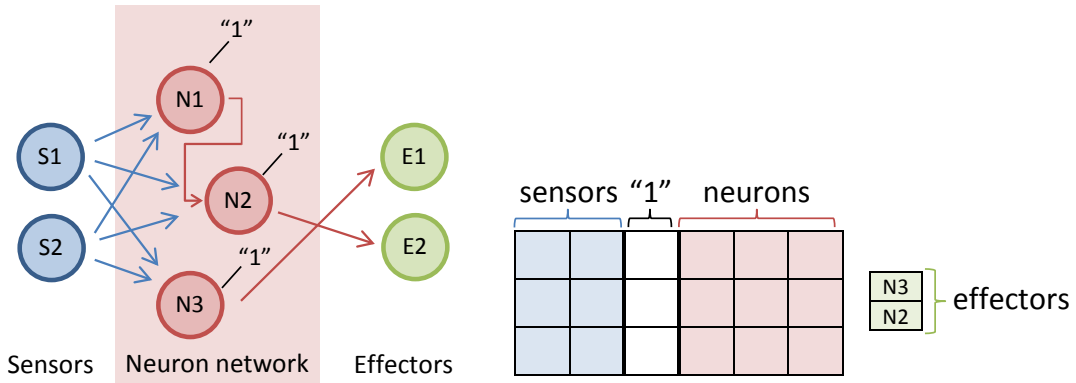 “1”
N1
“1”
S1
E1
N2
S2
E2
“1”
N3
Sensors
Neuron network
Effectors
sensors
“1”
neurons
N3
N2
effectors